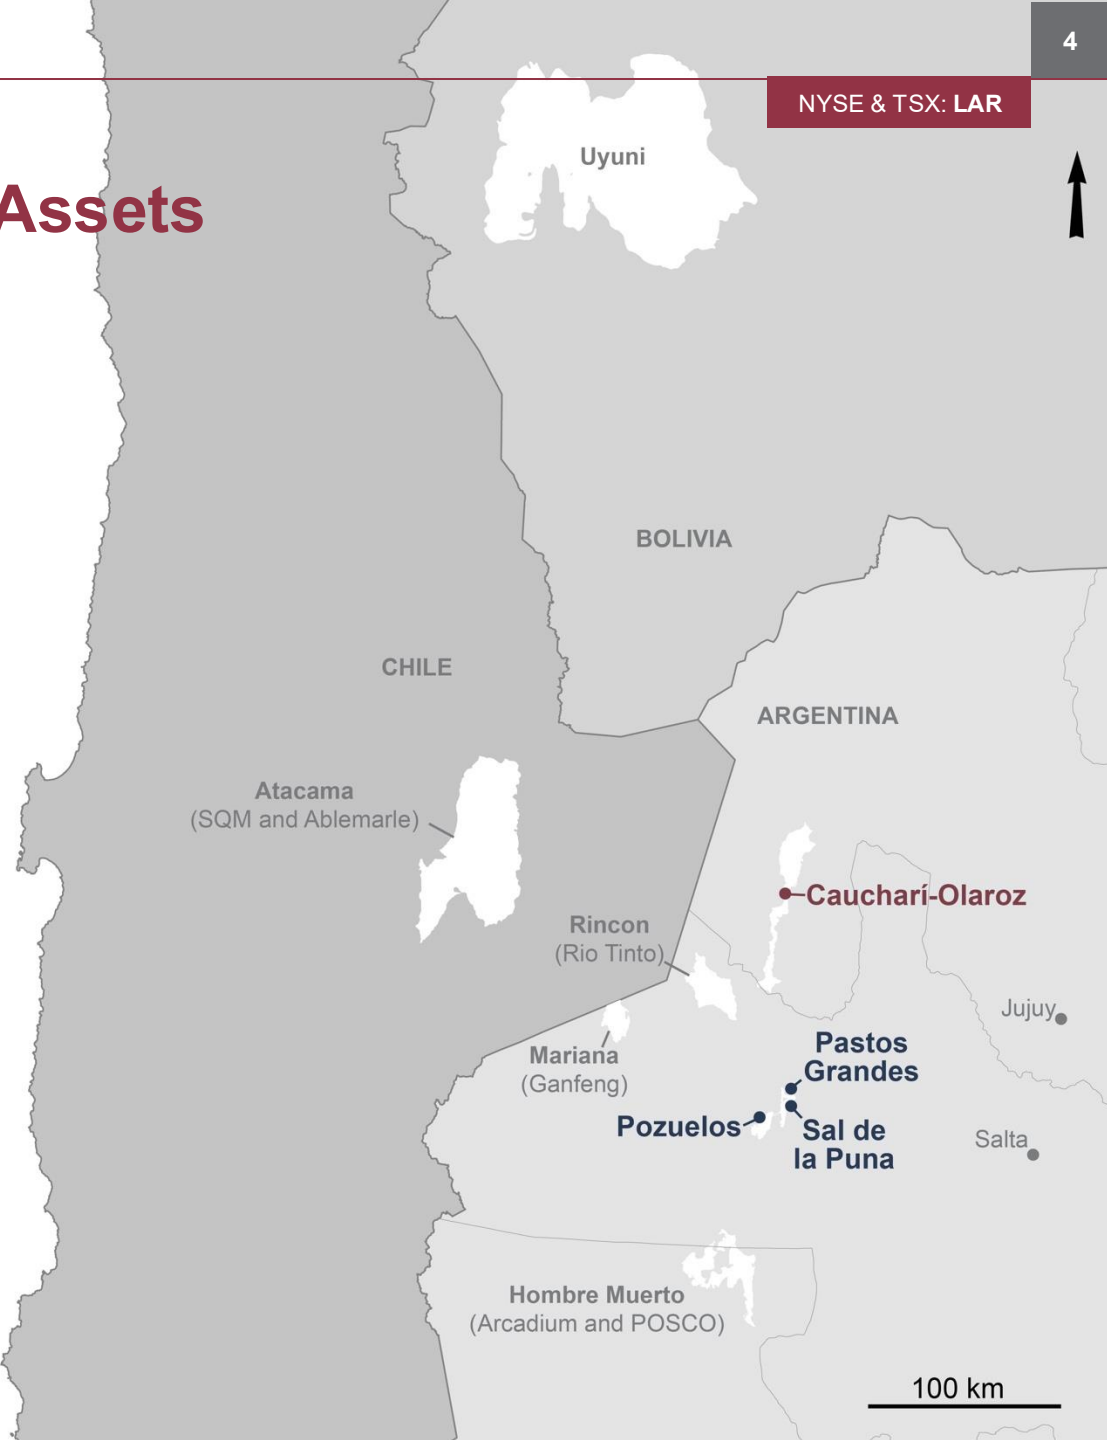 4
NYSE & TSX: LAR
Assets
Uyuni
BOLIVIA
CHILE
ARGENTINA
Atacama
(SQM and Ablemarle)
Cauchari-Olaroz
Rincon
(Rio Tinto)
Jujuy
Mariana
(Ganfeng)
Pastos
Grandes
Pozuelos
Sal de
la Puna
Salta
Hombre Muerto
(Arcadium and POSCO)
100 km